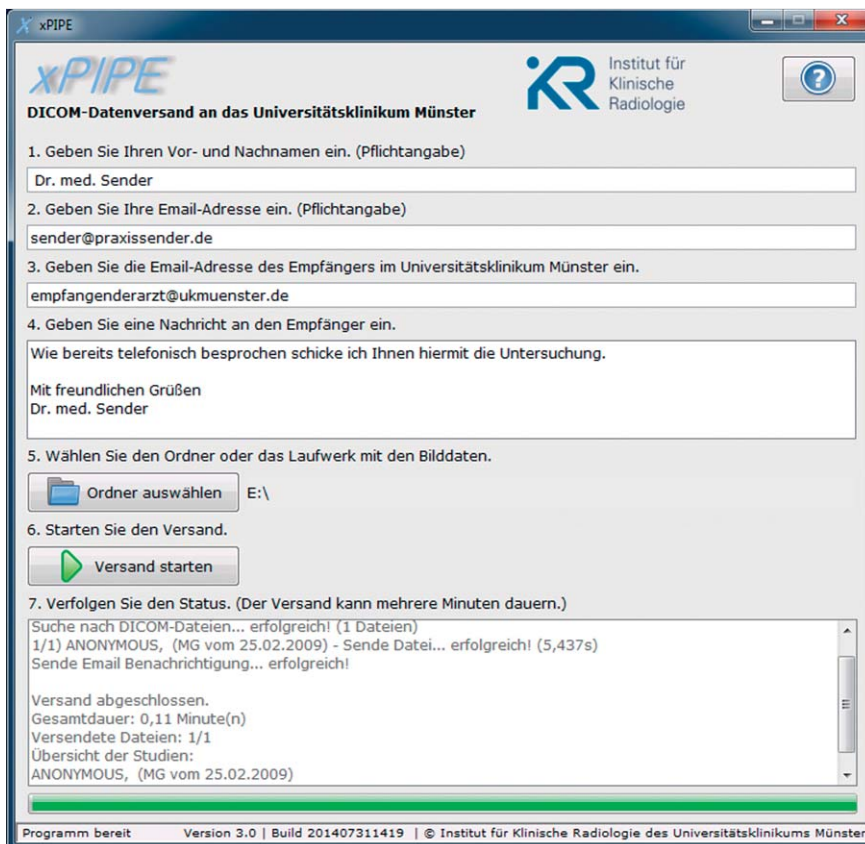 xPIPE
xPIPE
DICOM-Datenversand an das Universitätsklinikum Münster
Institut für
Klinische
Radiologie
1. Geben Sie Ihren Vor- und Nachnamen ein. (Pflichtangabe)
Dr. med. Sender
2. Geben Sie Ihre Email-Adresse ein. (Pflichtangabe)
sender@praxissender.de
3. Geben Sie die Email-Adresse des Empfängers im Universitätsklinikum Münster ein.
empfangenderarzt@ukmuenster.de
4. Geben Sie eine Nachricht an den Empfänger ein.
Wie bereits telefonisch besprochen schicke ich Ihnen hiermit die Untersuchung.
Mit freundlichen Grüßen
Dr. med. Sender
5. Wählen Sie den Ordner oder das Laufwerk mit den Bilddaten.
Ordner auswählen E:\
6. Starten Sie den Versand.
Versand starten
7. Verfolgen Sie den Status. (Der Versand kann mehrere Minuten dauern.)
Suche nach DICOM-Dateien... erfolgreich! (1 Dateien)
1/1) ANONYMOUS, (MG vom 25.02.2009) - Sende Datei... erfolgreich! (5,437s)
Sende Email Benachrichtigung... erfolgreich!
Versand abgeschlossen.
Gesamtdauer: 0,11 Minute(n)
Versendete Dateien: 1/1
Übersicht der Studien:
ANONYMOUS, (MG vom 25.02.2009)
Programm bereit Version 3.0 | Build 201407311419 | © Institut für Klinische Radiologie des Universitätsklinikums Münster